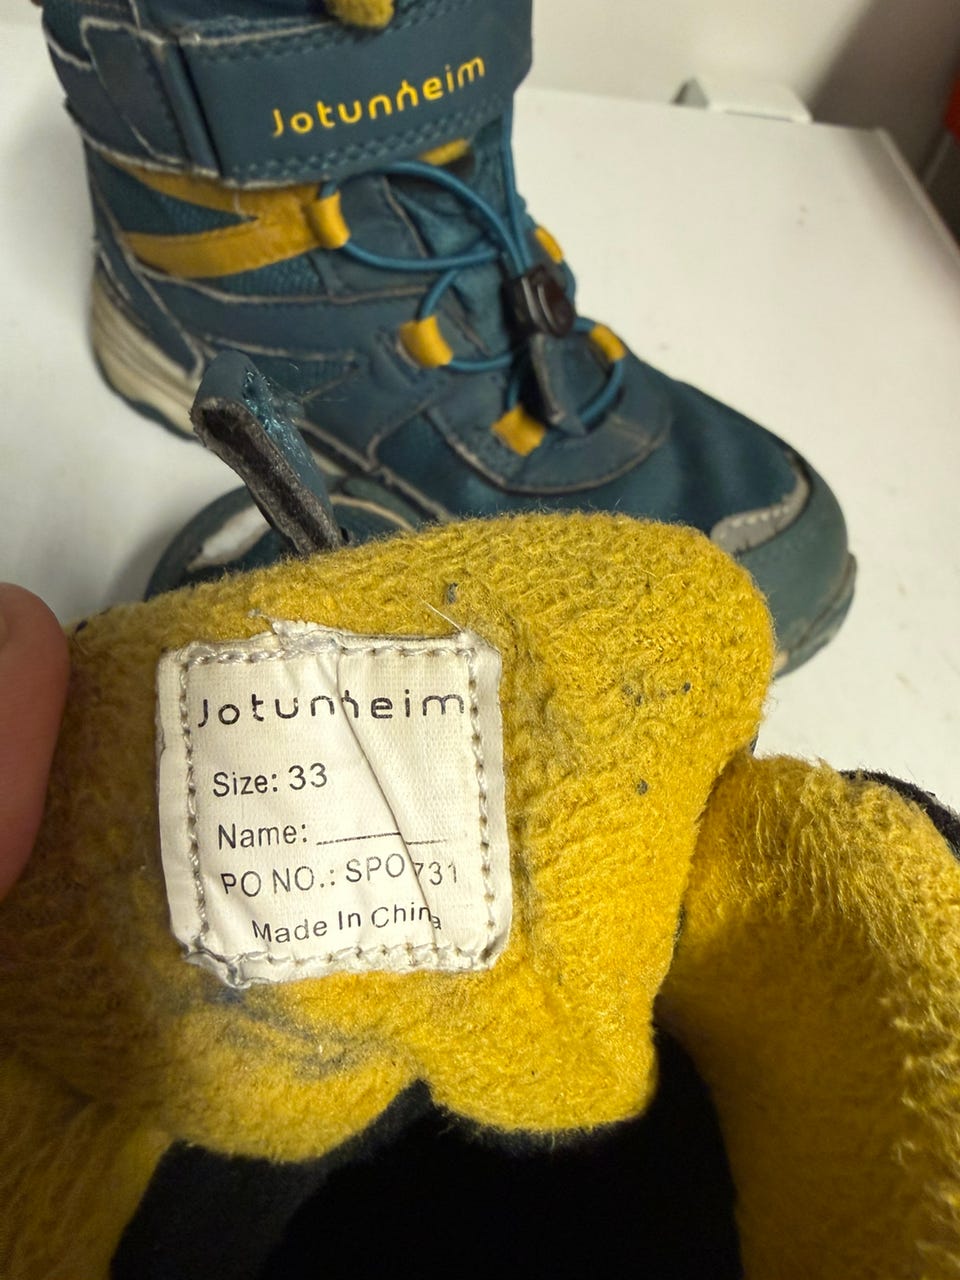 Jotunheim
Jotunheim
Size: 33
Name:
PO NO.: SPO731
Made In China